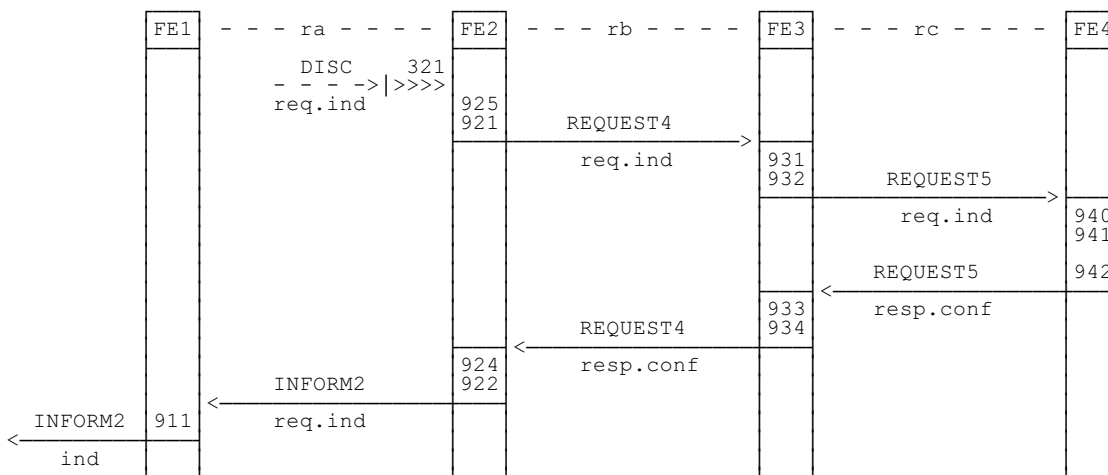 FE1 - - - ra - - - - FE2 - - - rb - - - - FE3 - - - rc - - - - FE4
DISC 321
- - - ->|>>>>
req.ind 925
921 REQUEST4
req.ind 931
932 REQUEST5
req.ind 940
941
REQUEST5 942
933 resp.conf
REQUEST4 934
924 resp.conf
INFORM2 922
INFORM2 911 req.ind
ind